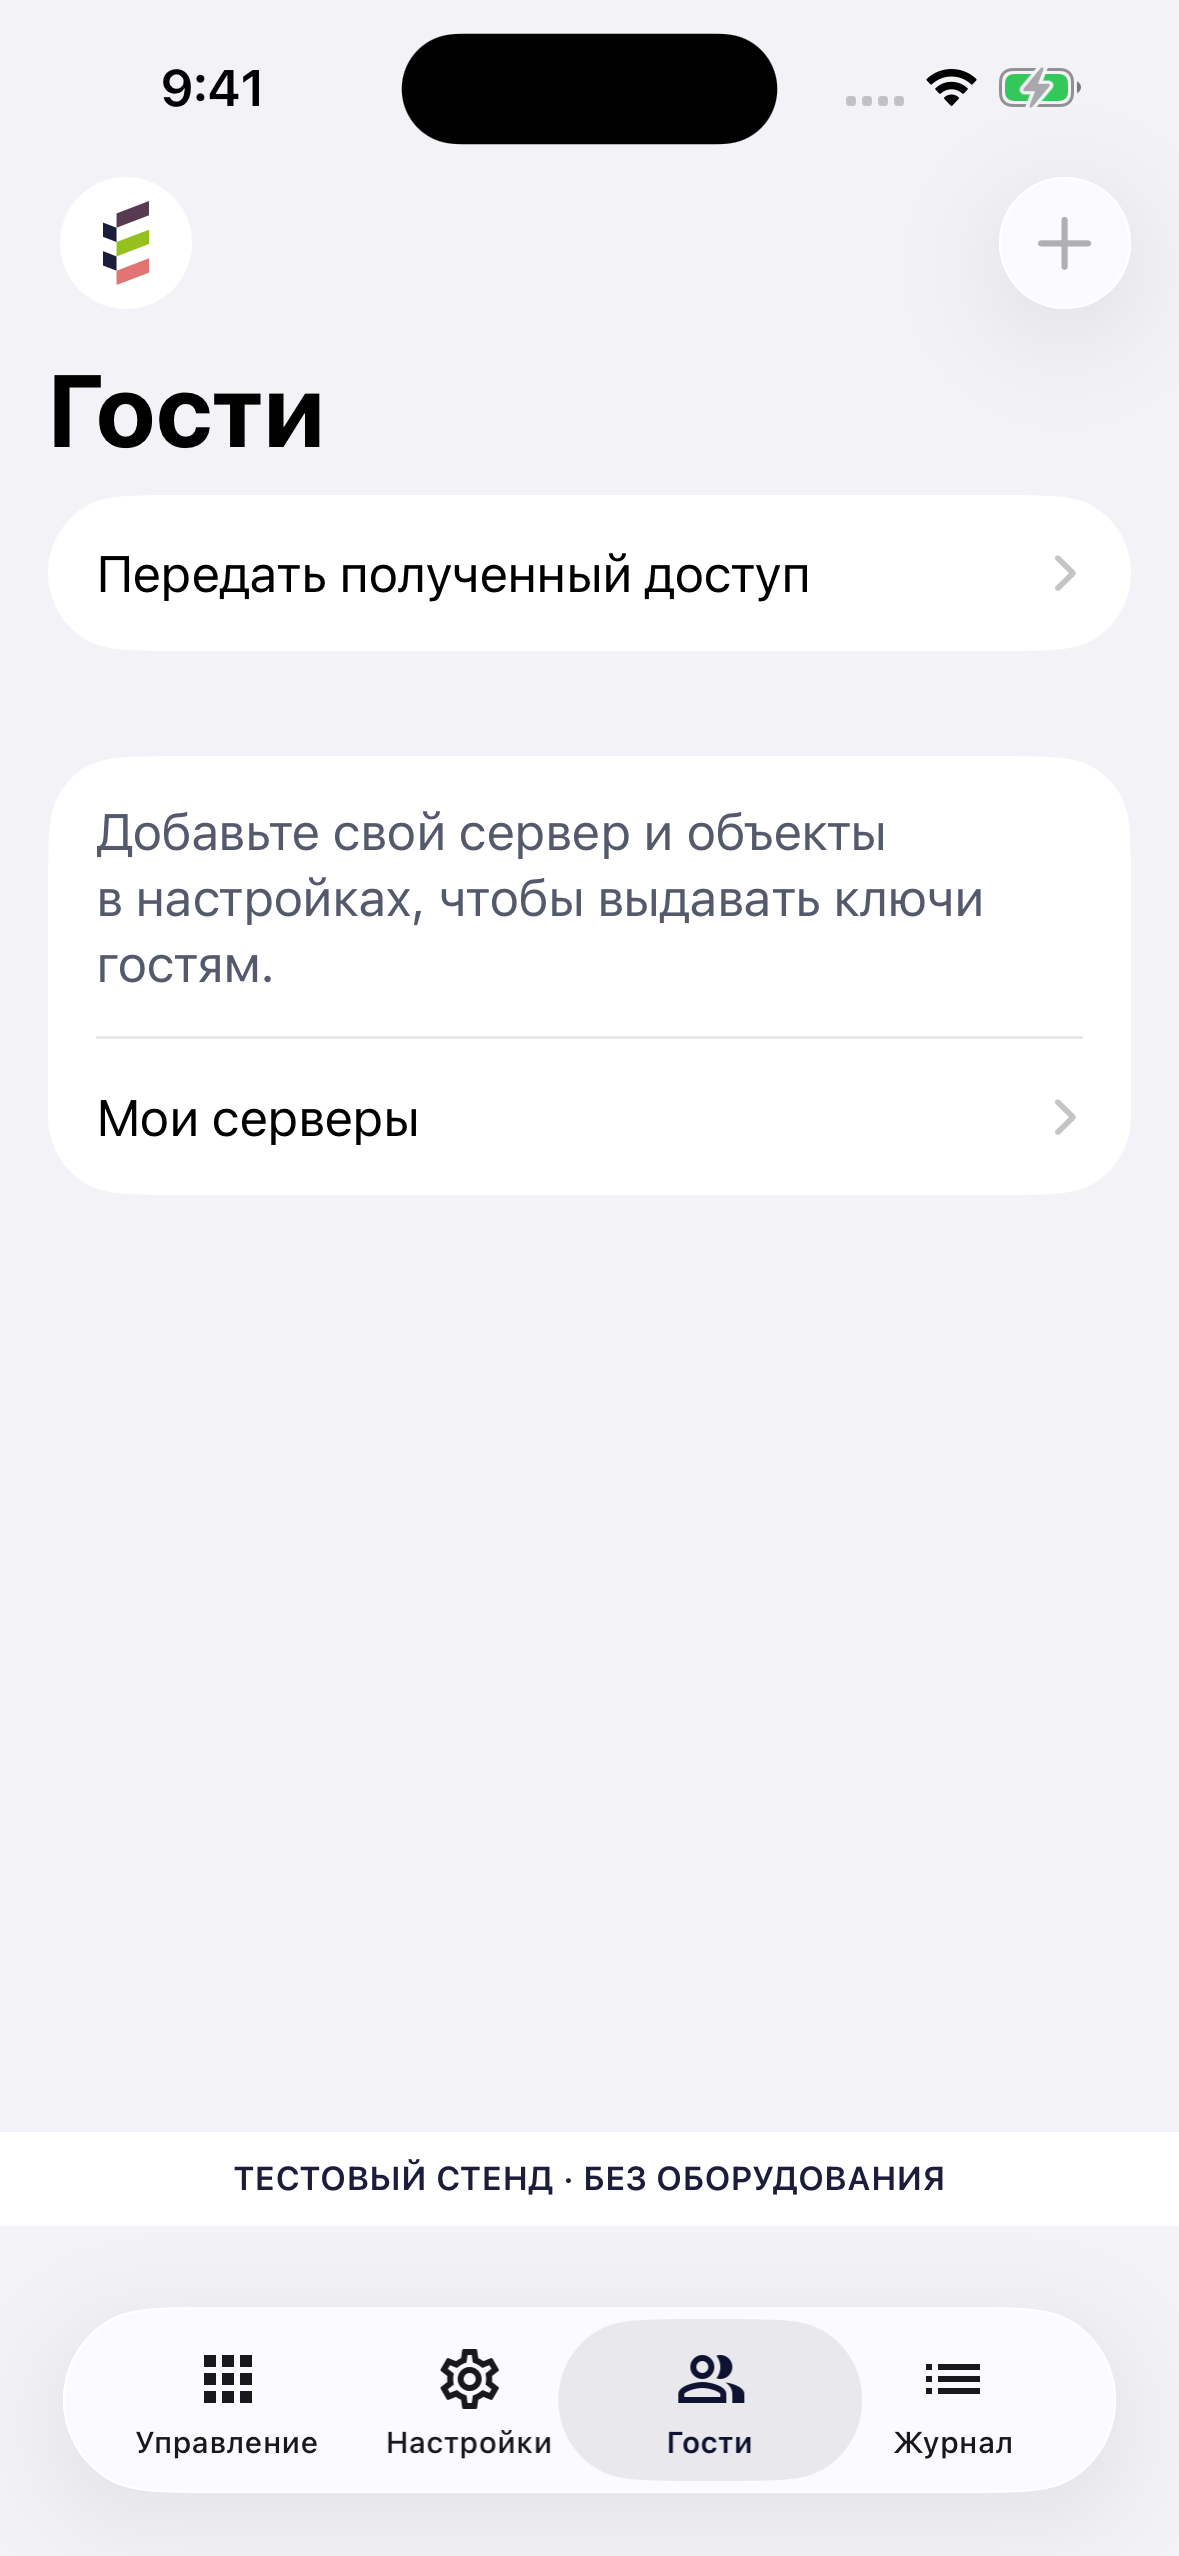 9:41
Гости
Передать полученный доступ
Добавьте свой сервер и объекты
в настройках, чтобы выдавать ключи
гостям.
Мои серверы
ТЕСТОВЫЙ СТЕНД · БЕЗ ОБОРУДОВАНИЯ
Управление Настройки Гости Журнал